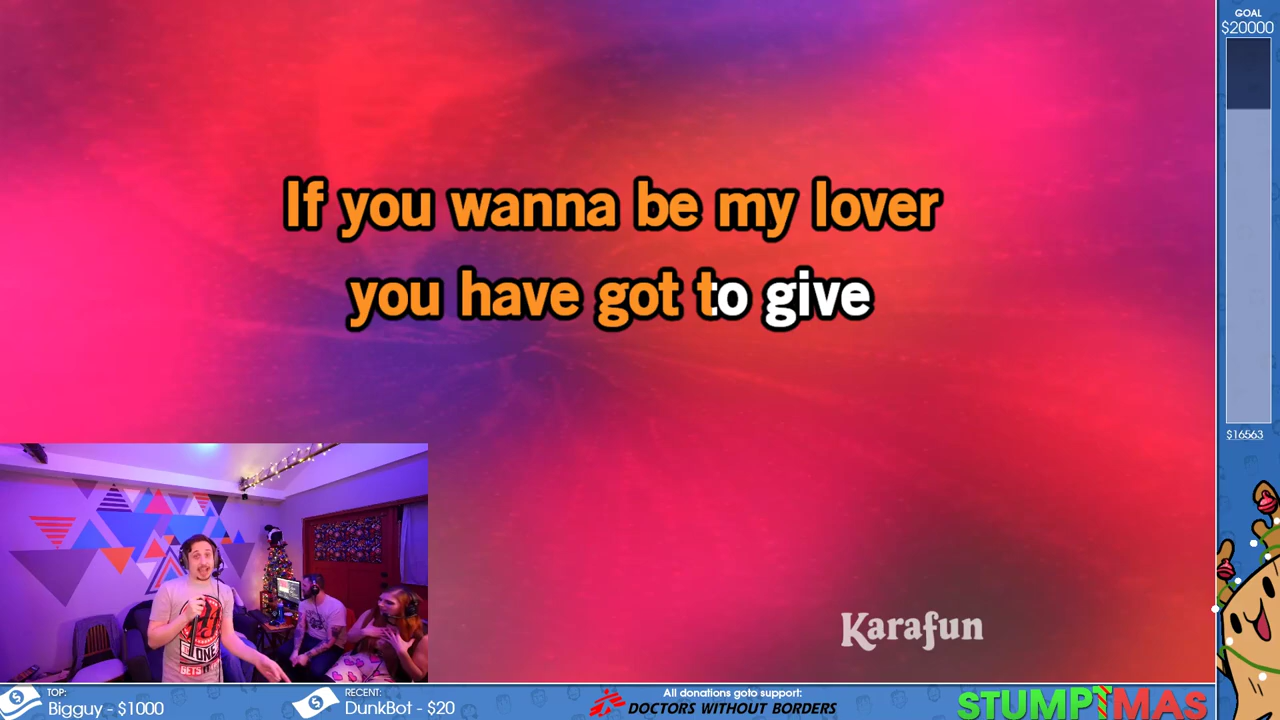 GOAL
$20000
If you wanna be my lover
you have got to give
$16563
Karafun
TOP:
Bigguy - $1000
RECENT:
DunkBot - $20
All donations goto support:
DOCTORS WITHOUT BORDERS
STUMPTMAS